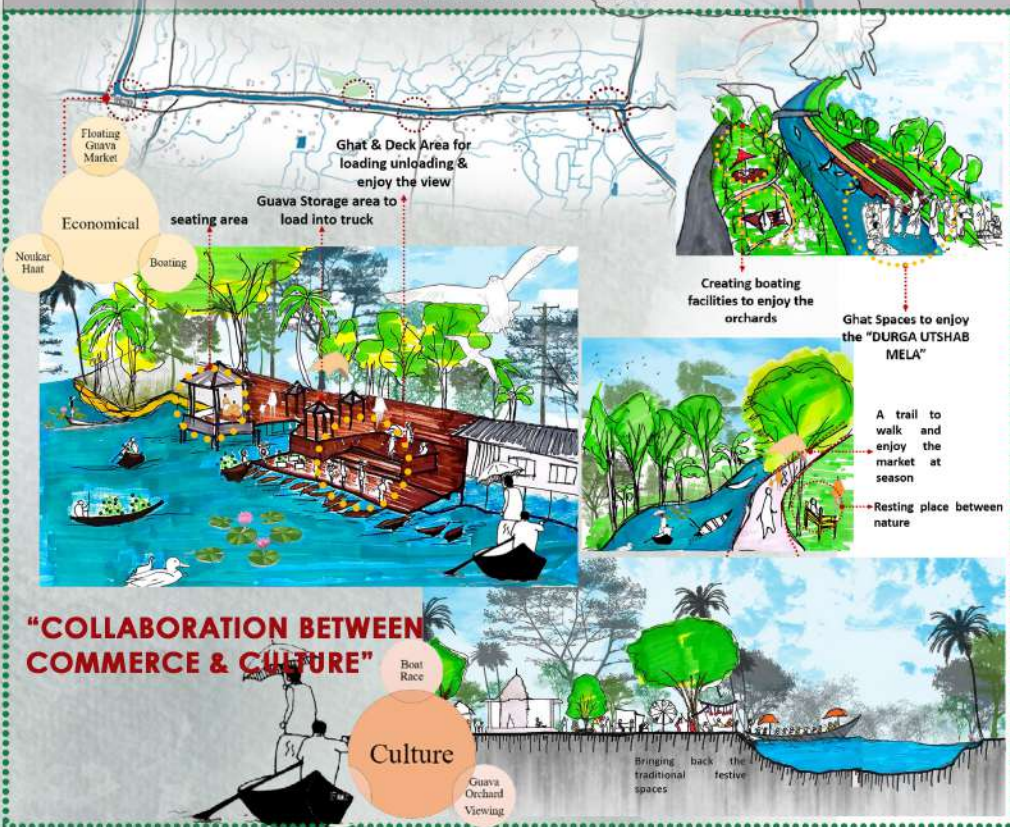 Floating
Guava
Market
Economical
Noukar
Haat
Boating
seating area
Guava Storage area to
load into truck
Ghat & Deck Area for
loading unloading &
enjoy the view
Creating boating
facilities to enjoy the
orchards
Ghat Spaces to enjoy
the “DURGA UTSHAB
MELA”
A trail to
walk and
enjoy the
market at
season
Resting place between
nature
“COLLABORATION BETWEEN
COMMERCE & CULTURE”
Boat
Race
Culture
Guava
Orchard
Viewing
Bringing back the
traditional festive
spaces